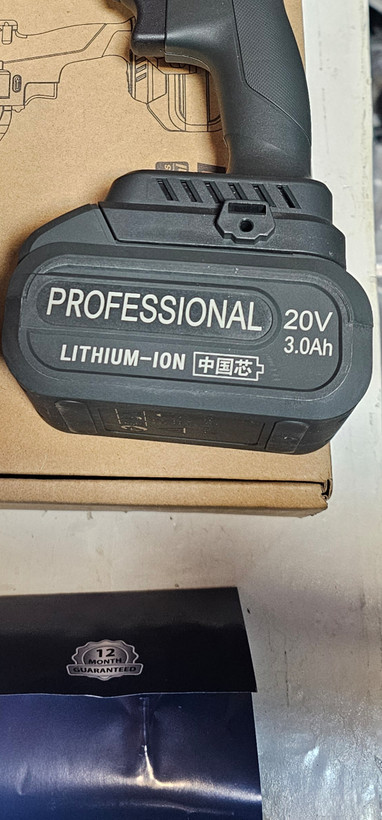 PROFESSIONAL
20V
3.0Ah
LITHIUM-ION 中国芯
12
MONTH
GUARANTEED